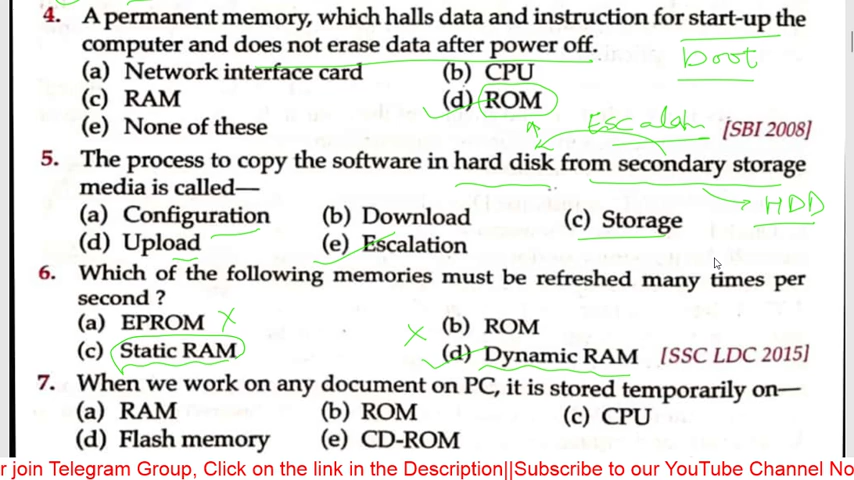 4. A permanent memory, which halls data and instruction for start-up the
computer and does not erase data after power off.
boot
(a) Network interface card (b) CPU
(c) RAM (d) ROM
(e) None of these [SBI 2008]
5. The process to copy the software in hard disk from secondary storage
media is called—
HDD
(a) Configuration (b) Download (c) Storage
(d) Upload (e) Escalation
6. Which of the following memories must be refreshed many times per
second ?
(a) EPROM (b) ROM
(c) Static RAM (d) Dynamic RAM [SSC LDC 2015]
7. When we work on any document on PC, it is stored temporarily on—
(a) RAM (b) ROM (c) CPU
(d) Flash memory (e) CD-ROM
r join Telegram Group, Click on the link in the Description||Subscribe to our YouTube Channel No